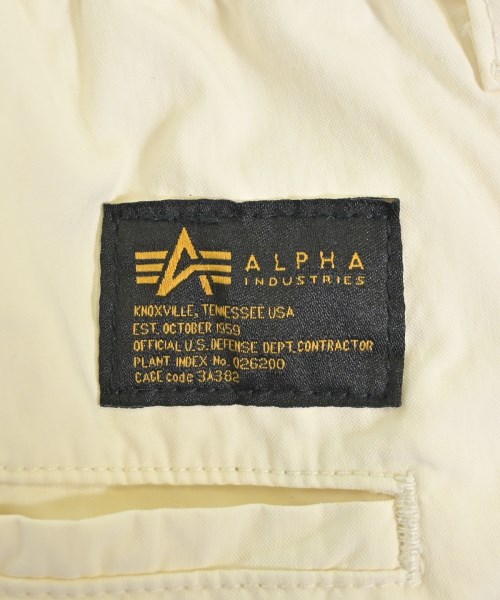 ALPHA
INDUSTRIES
KNOXVILLE, TENNESSEE USA
EST. OCTOBER 1959
OFFICIAL U.S. DEFENSE DEPT. CONTRACTOR
PLANT INDEX No. 026200
CAGE code 3A382